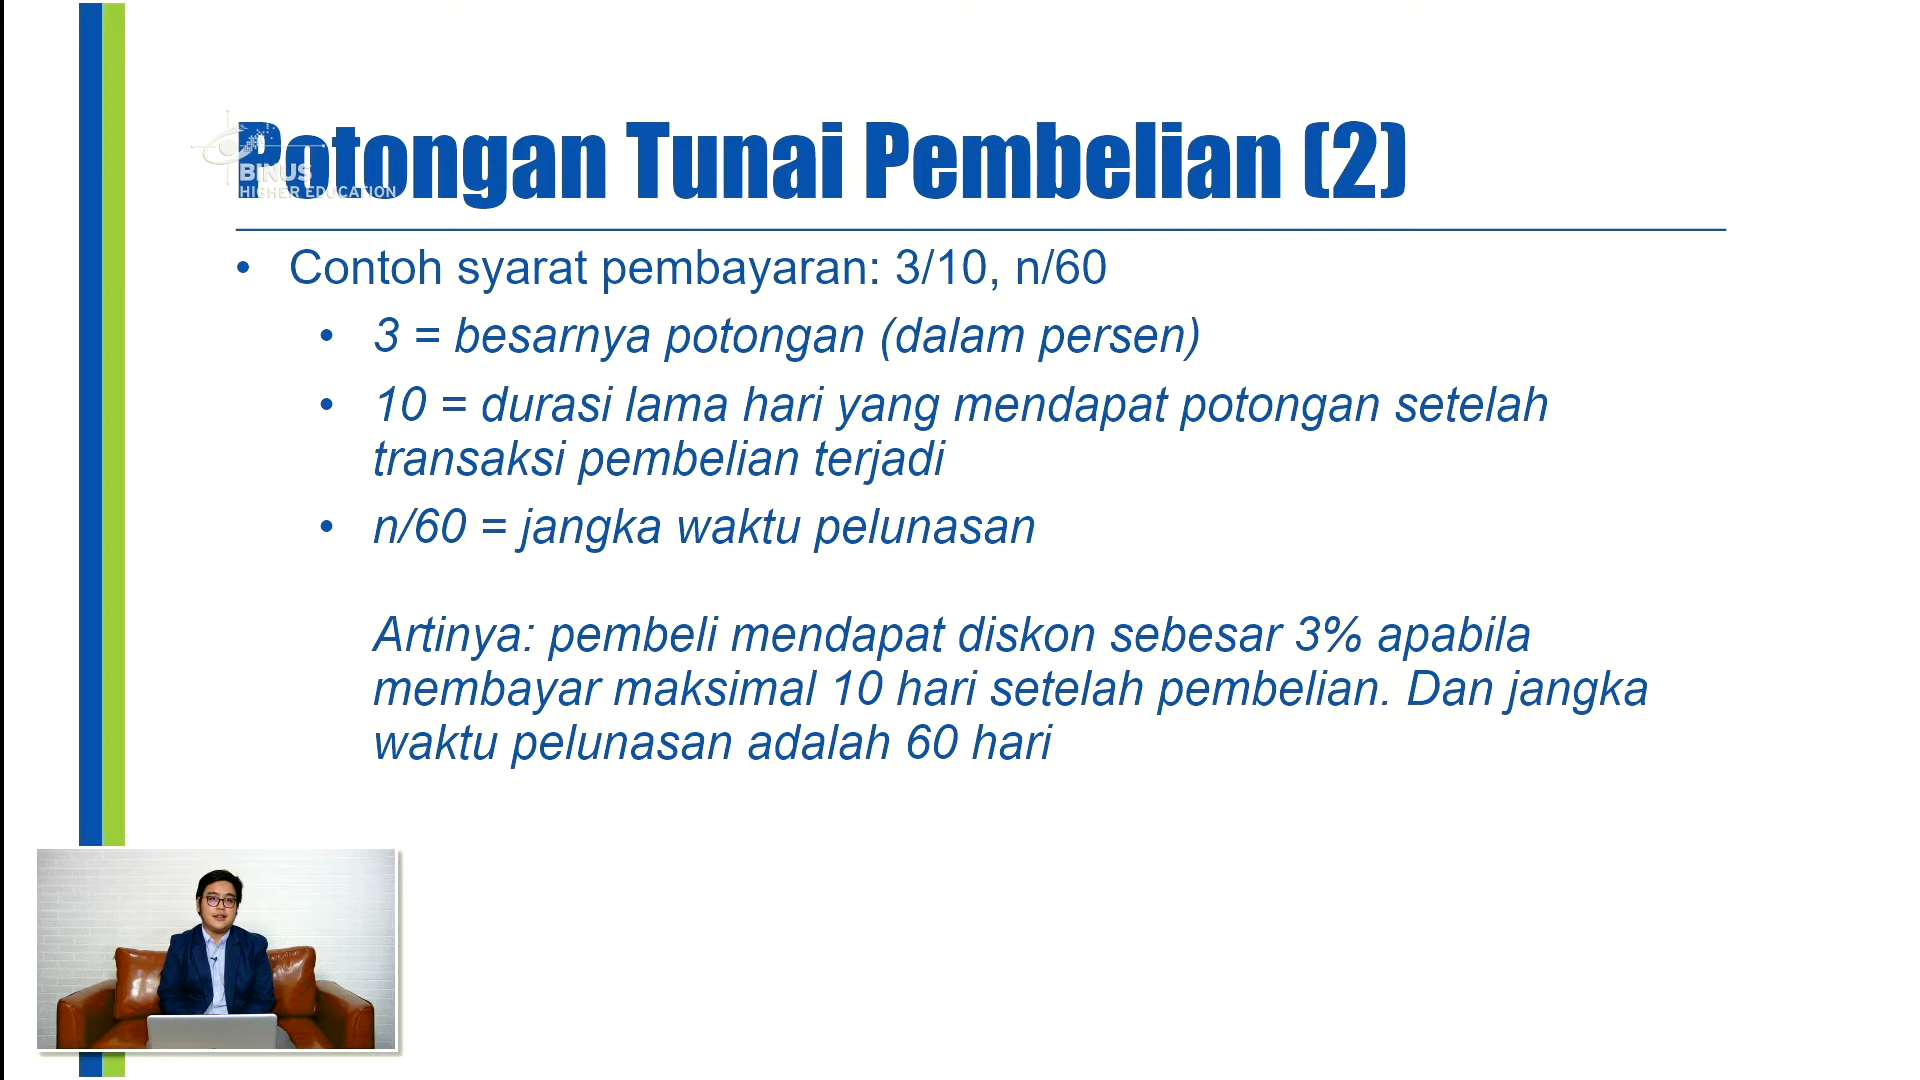 Potongan Tunai Pembelian (2)
BINUS
HIGHER EDUCATION
• Contoh syarat pembayaran: 3/10, n/60
• 3 = besarnya potongan (dalam persen)
• 10 = durasi lama hari yang mendapat potongan setelah
transaksi pembelian terjadi
• n/60 = jangka waktu pelunasan
Artinya: pembeli mendapat diskon sebesar 3% apabila
membayar maksimal 10 hari setelah pembelian. Dan jangka
waktu pelunasan adalah 60 hari